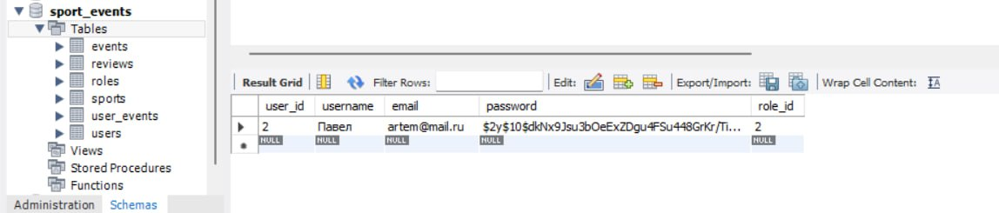 sport_events
Tables
events
reviews
roles
sports
user_events
users
Views
Stored Procedures
Functions
Administration Schemas
Result Grid Filter Rows: Edit: Export/Import: Wrap Cell Content: IA
user_id username email password role_id
2 Павел artem@mail.ru $2y$10$dkNx9Jsu3bOeExZDgu4FSu448GrKr/Ti... 2
NULL NULL NULL NULL NULL